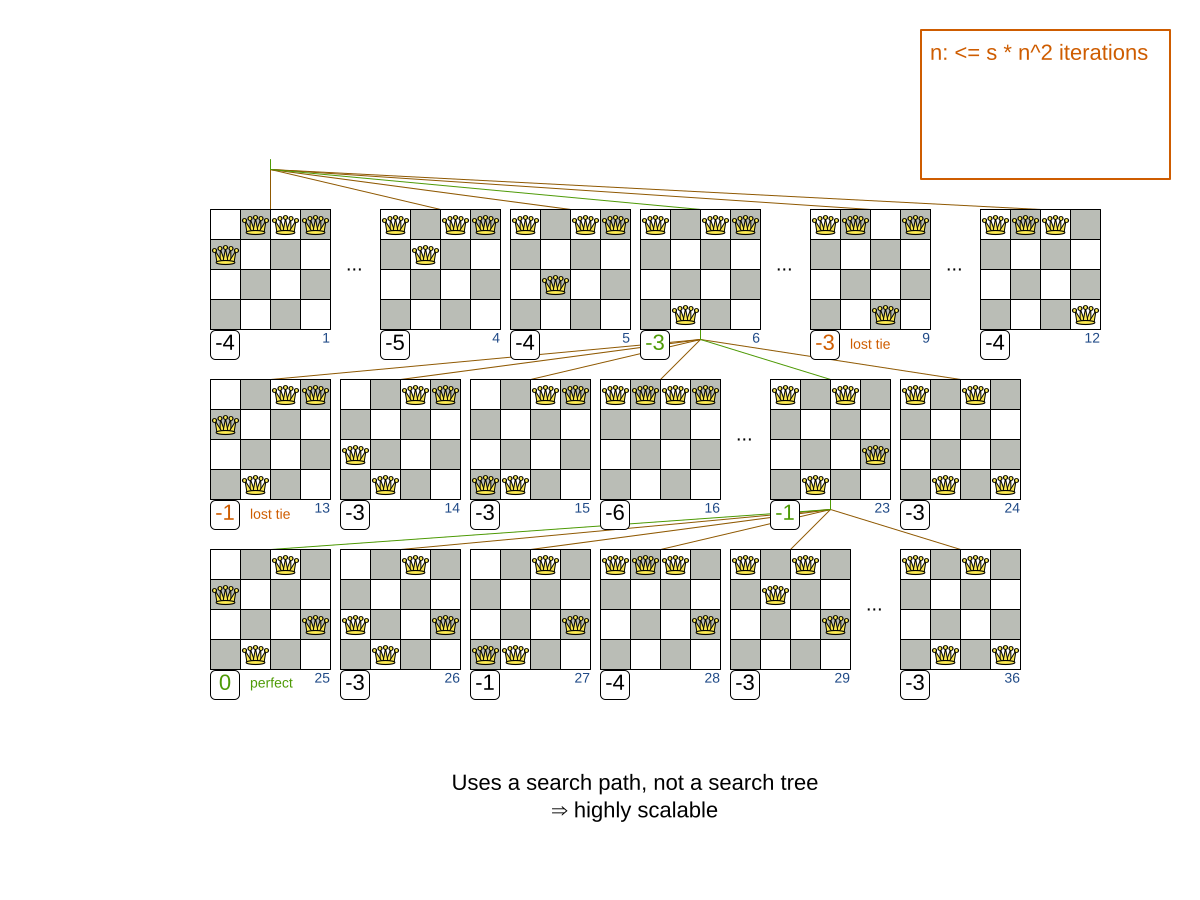 n: <= s * n^2 iterations
... ... ...
-4 1 -5 4 -4 5 -3 6 -3 lost tie 9 -4 12
...
-1 lost tie 13 -3 14 -3 15 -6 16 -1 23 -3 24
...
0 perfect 25 -3 26 -1 27 -4 28 -3 29 -3 36
Uses a search path, not a search tree
⇒ highly scalable